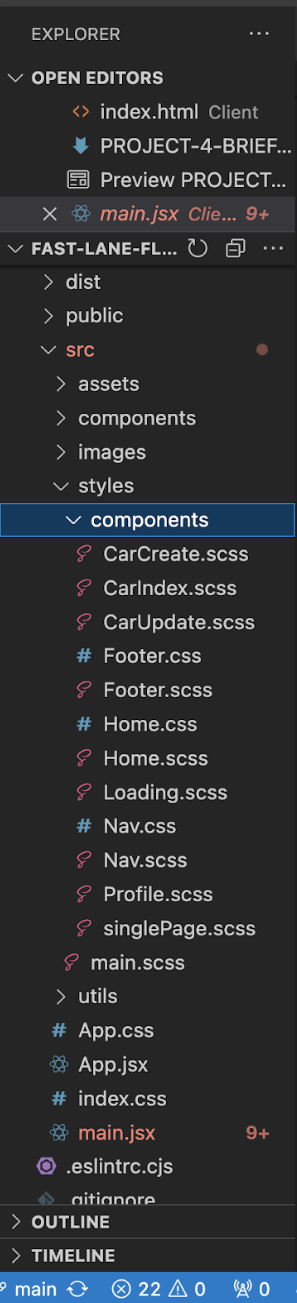 EXPLORER ...
OPEN EDITORS
index.html Client
PROJECT-4-BRIEF...
Preview PROJECT...
main.jsx Clie... 9+
FAST-LANE-FL... ...
dist
public
src
assets
components
images
styles
components
CarCreate.scss
CarIndex.scss
CarUpdate.scss
# Footer.css
Footer.scss
# Home.css
Home.scss
Loading.scss
# Nav.css
Nav.scss
Profile.scss
singlePage.scss
main.scss
utils
# App.css
App.jsx
# index.css
main.jsx 9+
.eslintrc.cjs
.gitignore
OUTLINE
TIMELINE
main 22 0 0